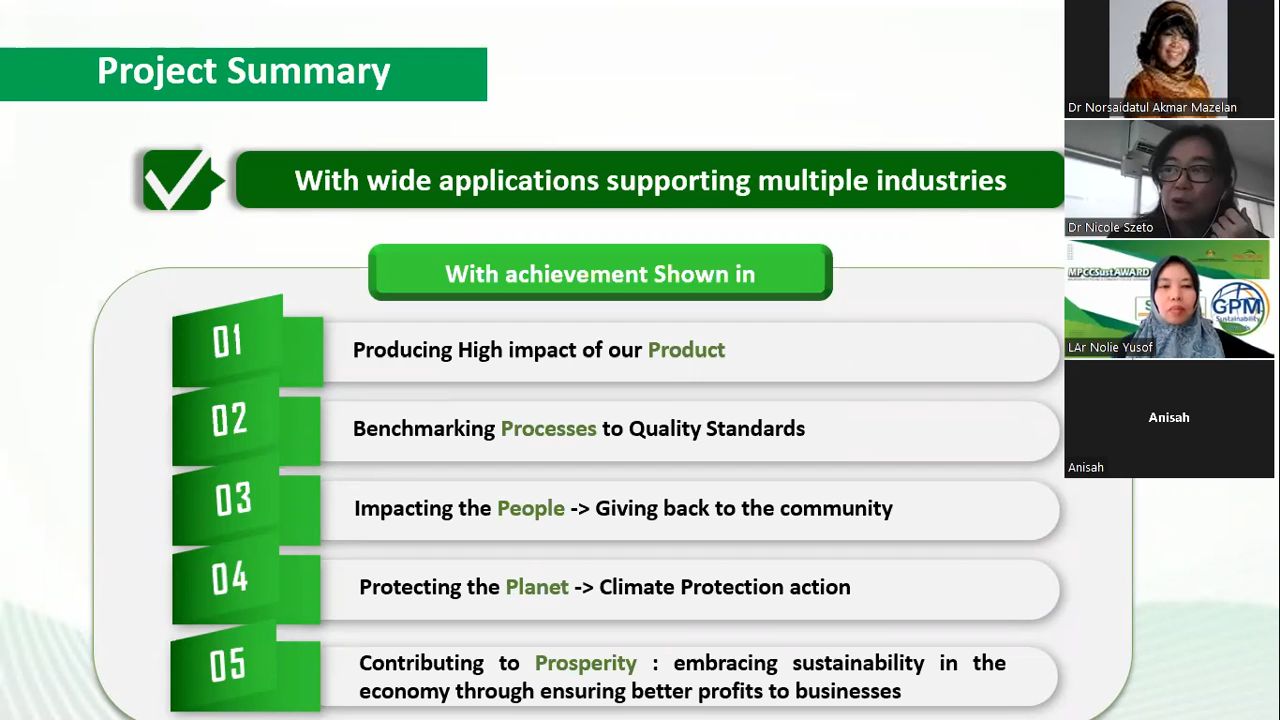 Project Summary
With wide applications supporting multiple industries
With achievement Shown in
01
Producing High impact of our Product
02
Benchmarking Processes to Quality Standards
03
Impacting the People -> Giving back to the community
04
Protecting the Planet -> Climate Protection action
05
Contributing to Prosperity : embracing sustainability in the
economy through ensuring better profits to businesses
Dr Norsaidatul Akmar Mazelan
Dr Nicole Szeto
MPCCSustAWARD
GPM
Sustainability
LAr Nolie Yusof
Anisah
Anisah